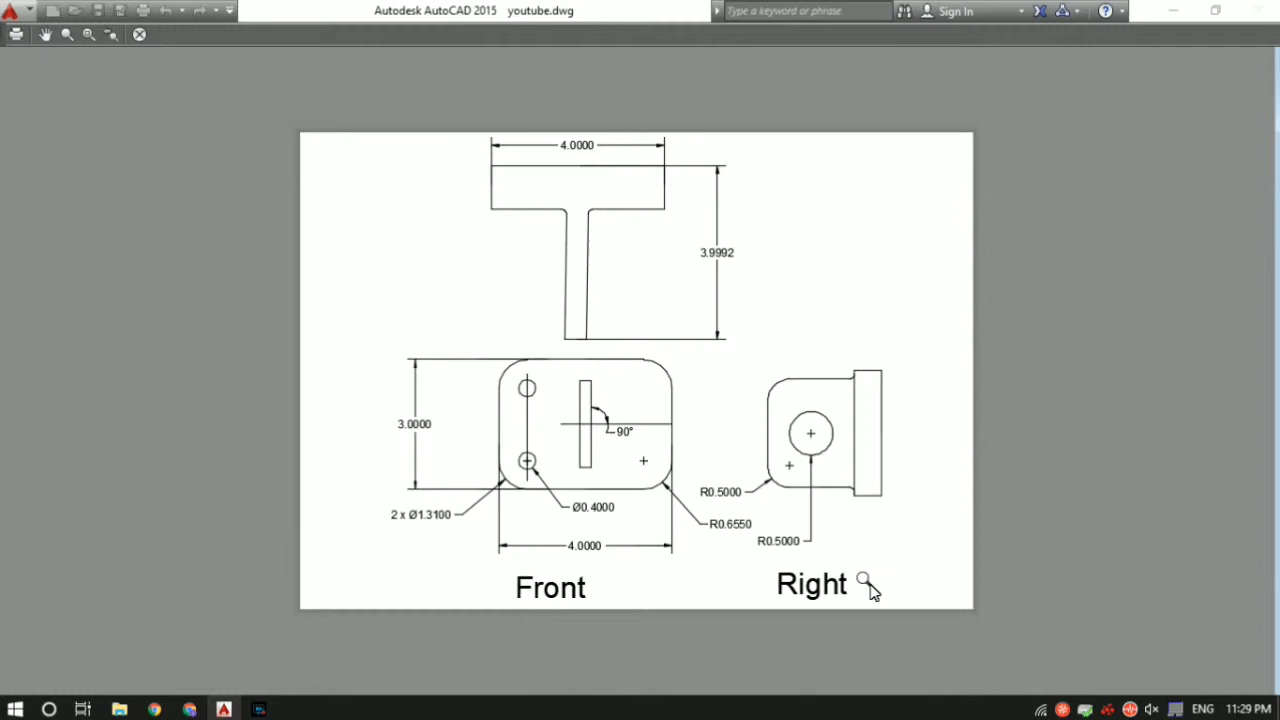 Autodesk AutoCAD 2015 youtube.dwg
Type a keyword or phrase
Sign In
4.0000
3.9992
3.0000
90°
2 x Ø1.3100
Ø0.4000
R0.6550
4.0000
R0.5000
R0.5000
Front
Right
ENG 11:29 PM